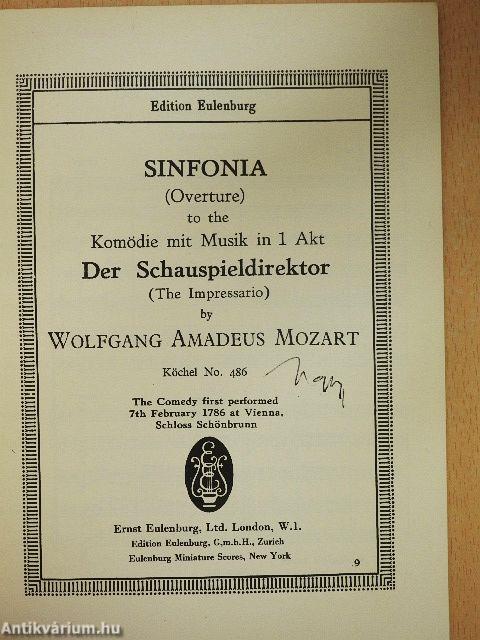 Edition Eulenburg
SINFONIA
(Overture)
to the
Komödie mit Musik in 1 Akt
Der Schauspieldirektor
(The Impressario)
by
WOLFGANG AMADEUS MOZART
Köchel No. 486
The Comedy first performed
7th February 1786 at Vienna,
Schloss Schönbrunn
Ernst Eulenburg, Ltd. London, W.1.
Edition Eulenburg, G.m.b.H., Zurich
Eulenburg Miniature Scores, New York
9
Antikvárium.hu